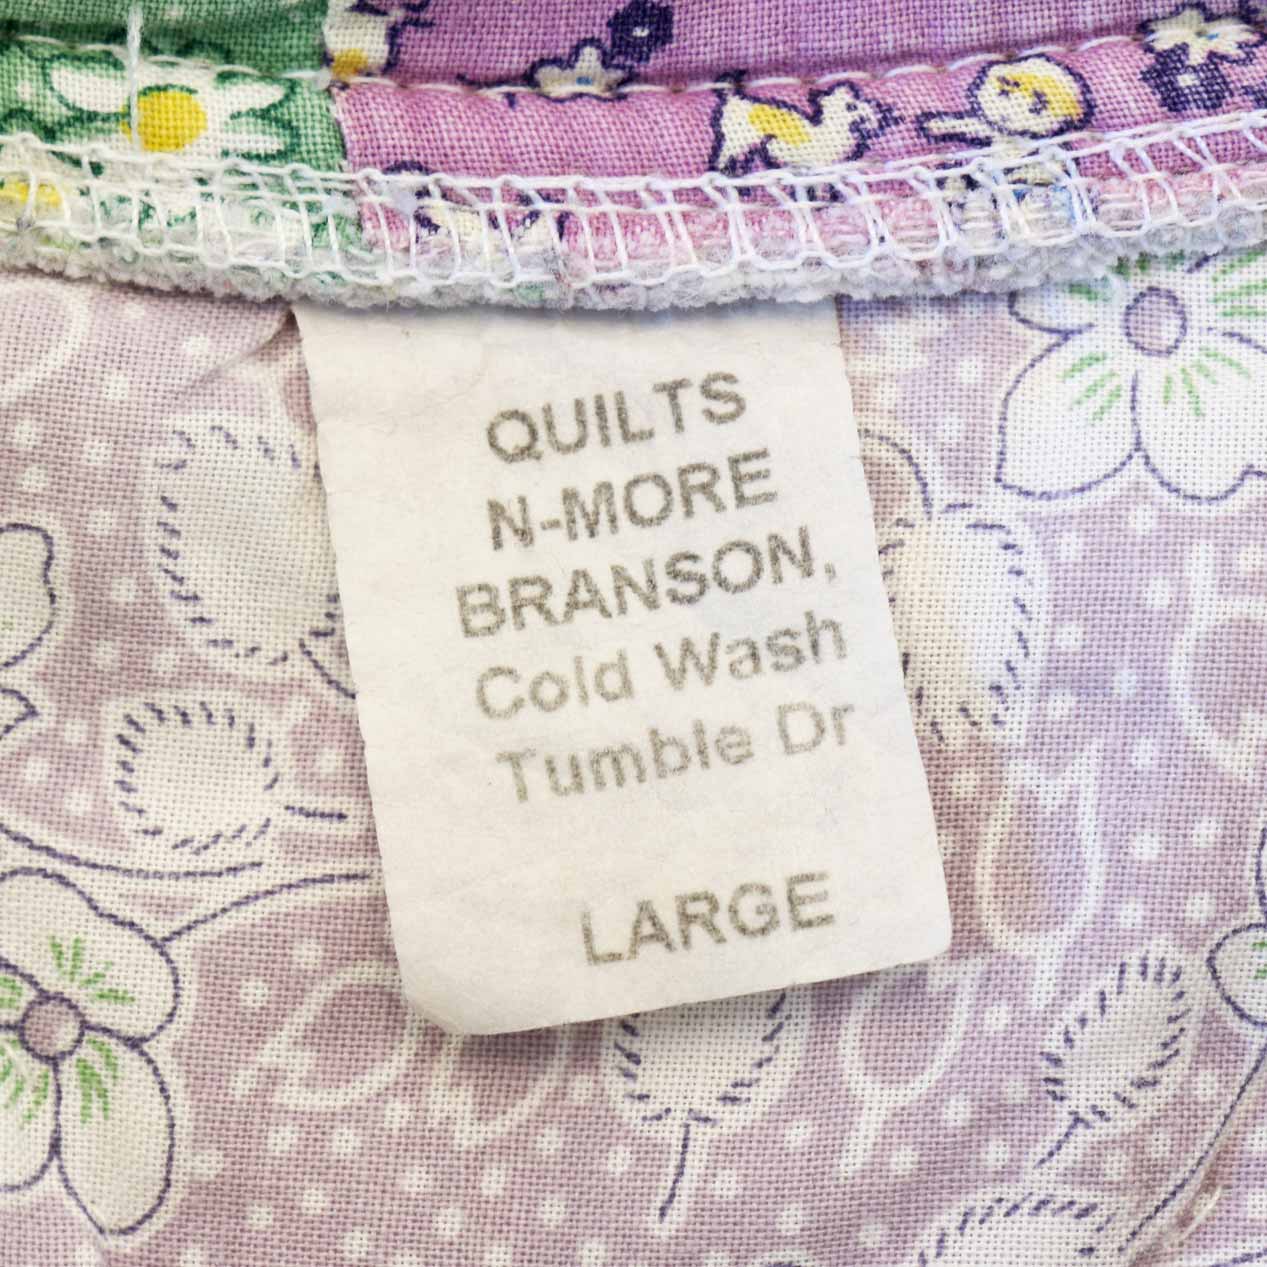 QUILTS
N-MORE
BRANSON,
Cold Wash
Tumble Dr
LARGE